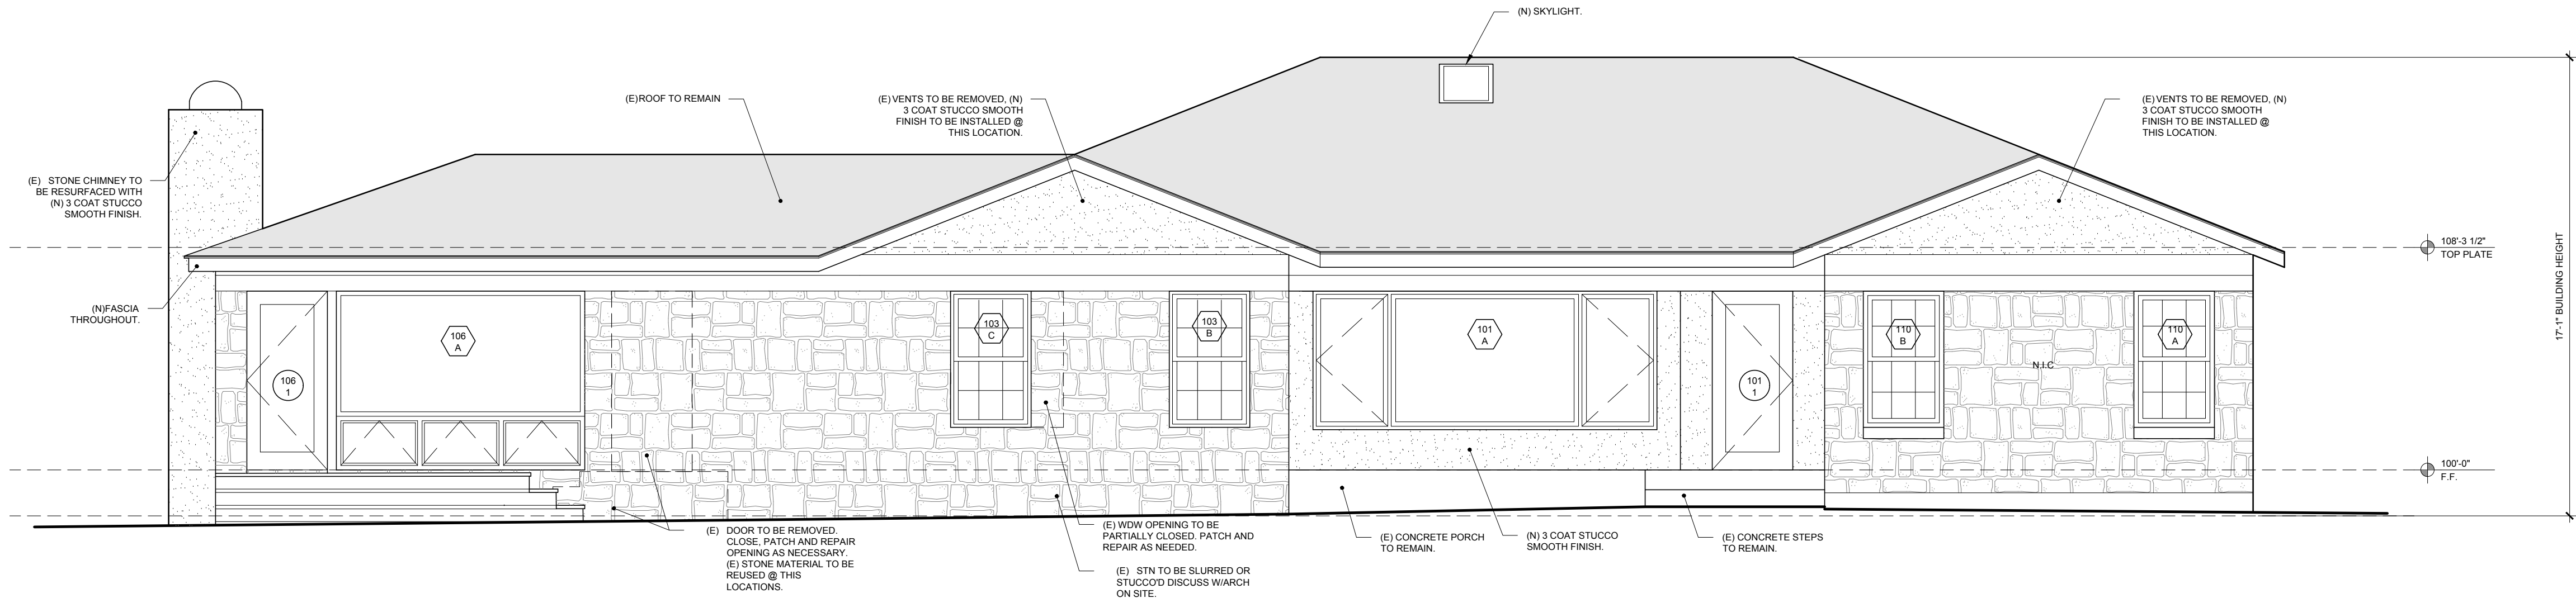 (N) SKYLIGHT.
(E)ROOF TO REMAIN
(E) VENTS TO BE REMOVED, (N)
3 COAT STUCCO SMOOTH
FINISH TO BE INSTALLED @
THIS LOCATION.
(E) VENTS TO BE REMOVED, (N)
3 COAT STUCCO SMOOTH
FINISH TO BE INSTALLED @
THIS LOCATION.
(E) STONE CHIMNEY TO
BE RESURFACED WITH
(N) 3 COAT STUCCO
SMOOTH FINISH.
108'-3 1/2"
TOP PLATE
17'-1" BUILDING HEIGHT
(N)FASCIA
THROUGHOUT.
106
A
103
C
103
B
101
A
110
B
110
A
N.I.C
106
1
101
1
100'-0"
F.F.
(E) DOOR TO BE REMOVED.
CLOSE, PATCH AND REPAIR
OPENING AS NECESSARY.
(E) STONE MATERIAL TO BE
REUSED @ THIS
LOCATIONS.
(E) WDW OPENING TO BE
PARTIALLY CLOSED. PATCH AND
REPAIR AS NEEDED.
(E) STN TO BE SLURRED OR
STUCCO'D DISCUSS W/ARCH
ON SITE.
(E) CONCRETE PORCH
TO REMAIN.
(N) 3 COAT STUCCO
SMOOTH FINISH.
(E) CONCRETE STEPS
TO REMAIN.